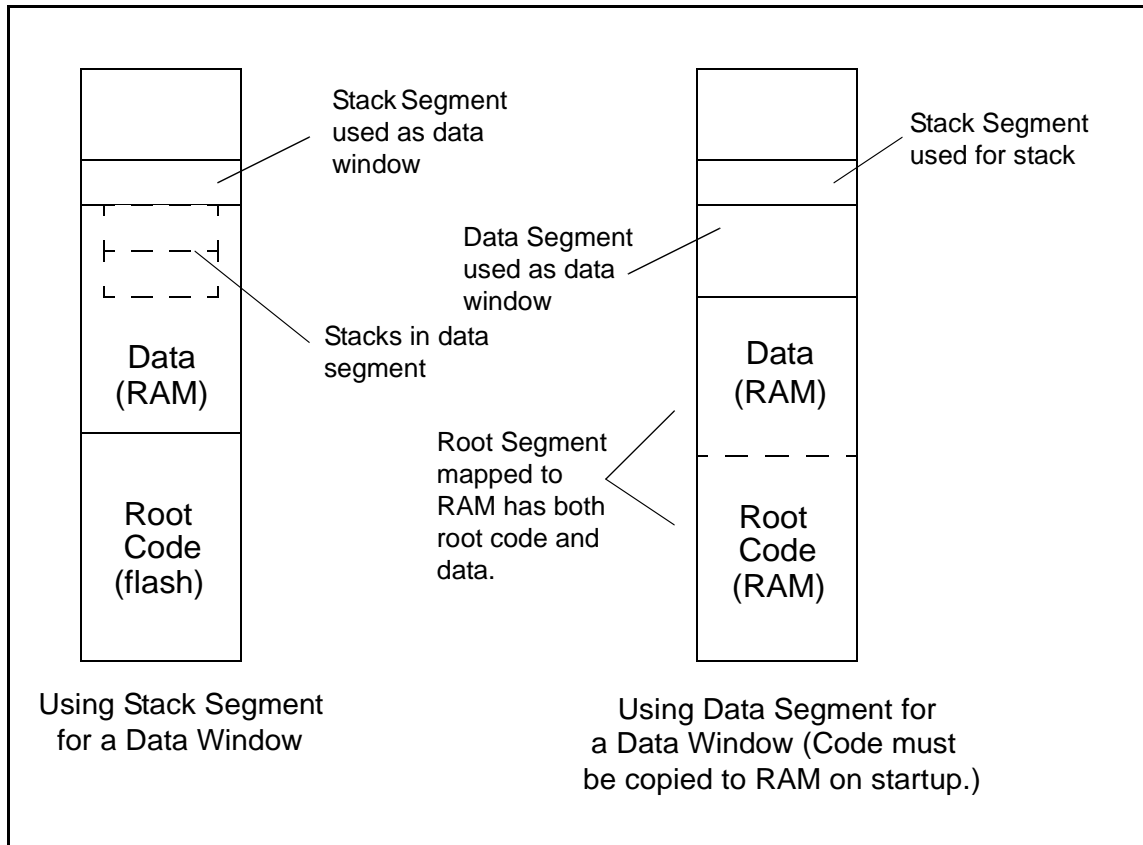 Stack Segment
used as data
window
Stacks in data
segment
Data
(RAM)
Root
Code
(flash)
Using Stack Segment
for a Data Window
Stack Segment
used for stack
Data Segment
used as data
window
Data
(RAM)
Root Segment
mapped to
RAM has both
root code and
data.
Root
Code
(RAM)
Using Data Segment for
a Data Window (Code must
be copied to RAM on startup.)